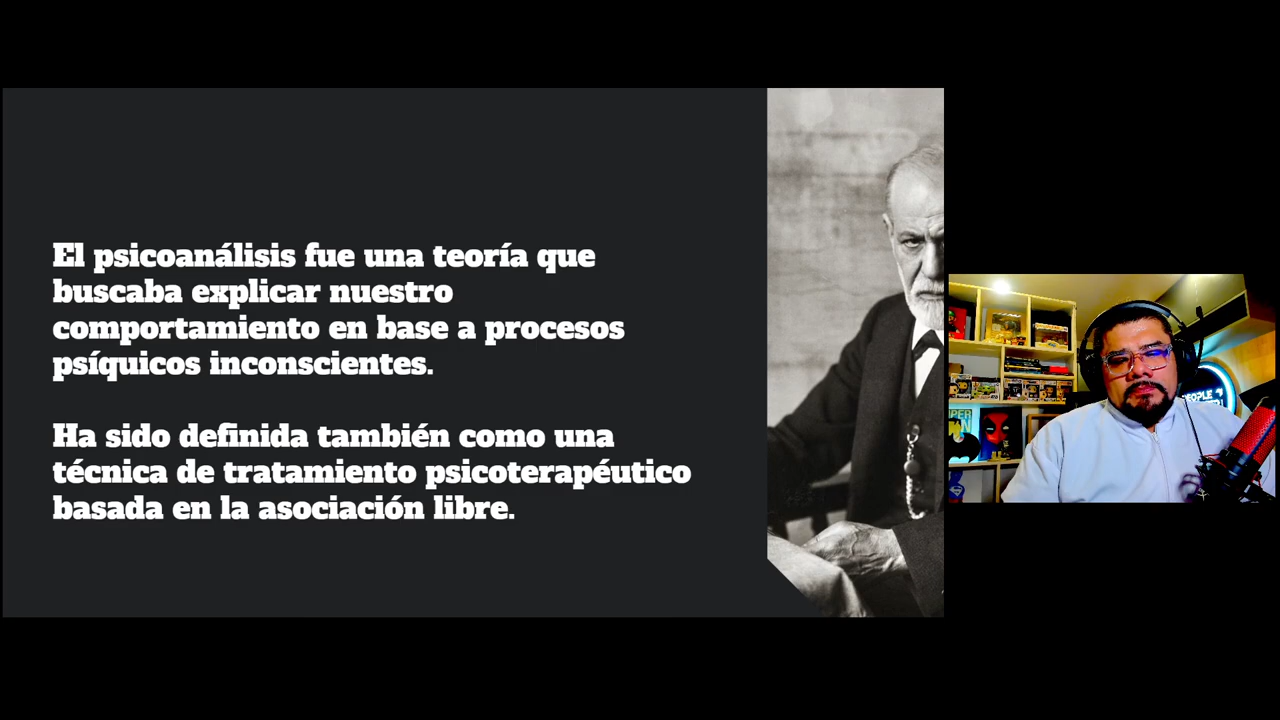 El psicoanálisis fue una teoría que
buscaba explicar nuestro
comportamiento en base a procesos
psíquicos inconscientes.
Ha sido definida también como una
técnica de tratamiento psicoterapéutico
basada en la asociación libre.
PEOPLE